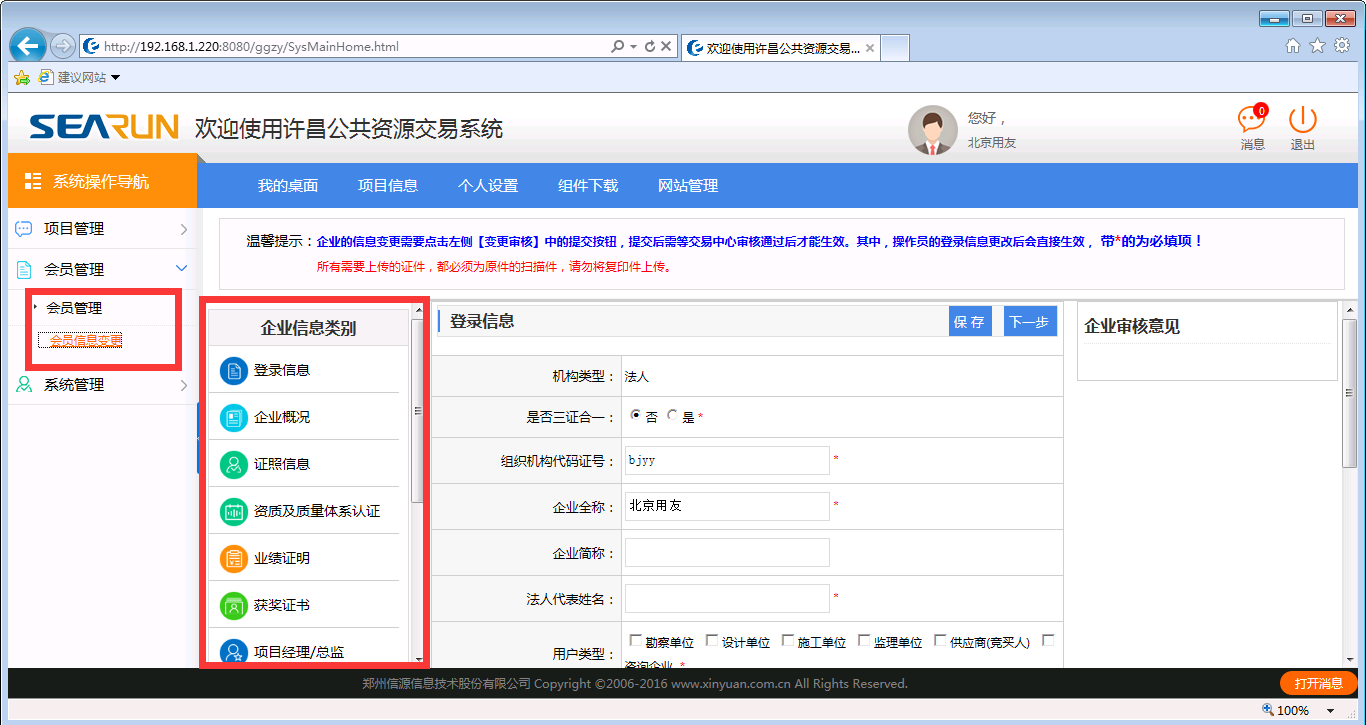 http://192.168.1.220:8080/ggzy/SysMainHome.html
欢迎使用许昌公共资源交易...
建议网站
SEARUN 欢迎使用许昌公共资源交易系统
您好，
北京用友
0
消息
退出
系统操作导航
我的桌面
项目信息
个人设置
组件下载
网站管理
项目管理
会员管理
会员管理
会员信息变更
系统管理
温馨提示：企业的信息变更需要点击左侧【变更审核】中的提交按钮，提交后需等交易中心审核通过后才能生效。其中，操作员的登录信息更改后会直接生效， 带*的为必填项！
所有需要上传的证件，都必须为原件的扫描件，请勿将复印件上传。
企业信息类别
登录信息
企业概况
证照信息
资质及质量体系认证
业绩证明
获奖证书
项目经理/总监
登录信息
保 存
下一步
机构类型： 法人
是否三证合一： 否 是 *
组织机构代码证号： bjyy *
企业全称： 北京用友 *
企业简称：
法人代表姓名： *
用户类型： 勘察单位 设计单位 施工单位 监理单位 供应商(竞买人)
咨询企业 *
企业审核意见
郑州信源信息技术股份有限公司 Copyright ©2006-2016 www.xinyuan.com.cn All Rights Reserved.
打开消息
100%